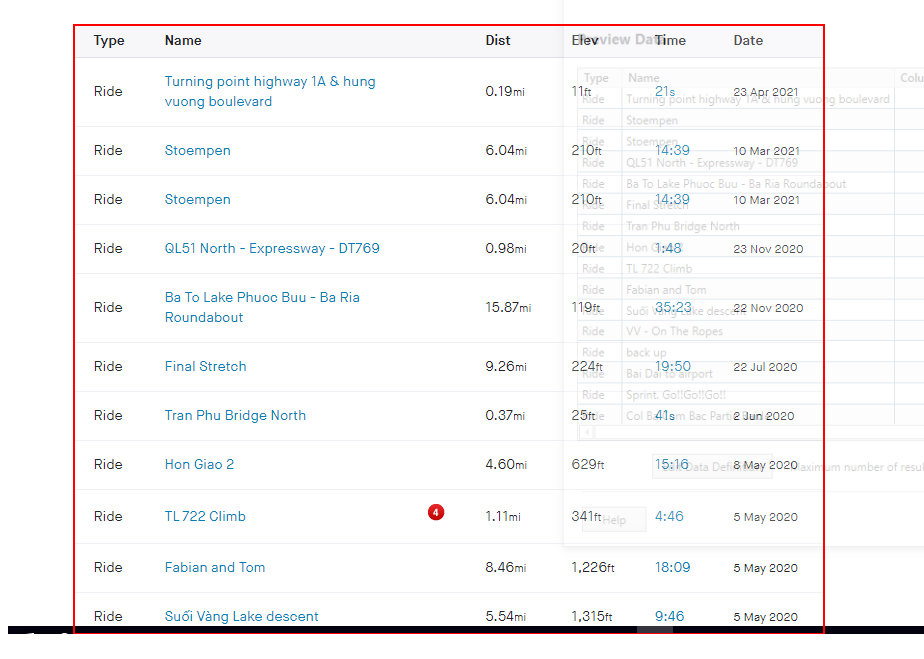 Type Name Dist Elev Time Date
Ride Turning point highway 1A & hung vuong boulevard 0.19mi 11ft 21s 23 Apr 2021
Ride Stoempen 6.04mi 210ft 14:39 10 Mar 2021
Ride Stoempen 6.04mi 210ft 14:39 10 Mar 2021
Ride QL51 North - Expressway - DT769 0.98mi 20ft 1:48 23 Nov 2020
Ride Ba To Lake Phuoc Buu - Ba Ria Roundabout 15.87mi 119ft 35:23 22 Nov 2020
Ride Final Stretch 9.26mi 224ft 19:50 22 Jul 2020
Ride Tran Phu Bridge North 0.37mi 25ft 41s 2 Jun 2020
Ride Hon Giao 2 4.60mi 629ft 15:16 8 May 2020
Ride TL 722 Climb 4 1.11mi 341ft 4:46 5 May 2020
Ride Fabian and Tom 8.46mi 1,226ft 18:09 5 May 2020
Ride Suối Vàng Lake descent 5.54mi 1,315ft 9:46 5 May 2020
Preview Data
Type Name Colu
Ride Turning point highway 1A & hung vuong boulevard
Ride Stoempen
Ride Stoempen
Ride QL51 North - Expressway - DT769
Ride Ba To Lake Phuoc Buu - Ba Ria Roundabout
Ride Final Stretch
Ride Tran Phu Bridge North
Ride Hon Giao 2
Ride TL 722 Climb
Ride Fabian and Tom
Ride Suối Vàng Lake descent
Ride VV - On The Ropes
Ride back up
Ride Bai Dai to airport
Ride Sprint. Go!!Go!!Go!!
Ride Col Bac
Data Maximum number of resul
Help